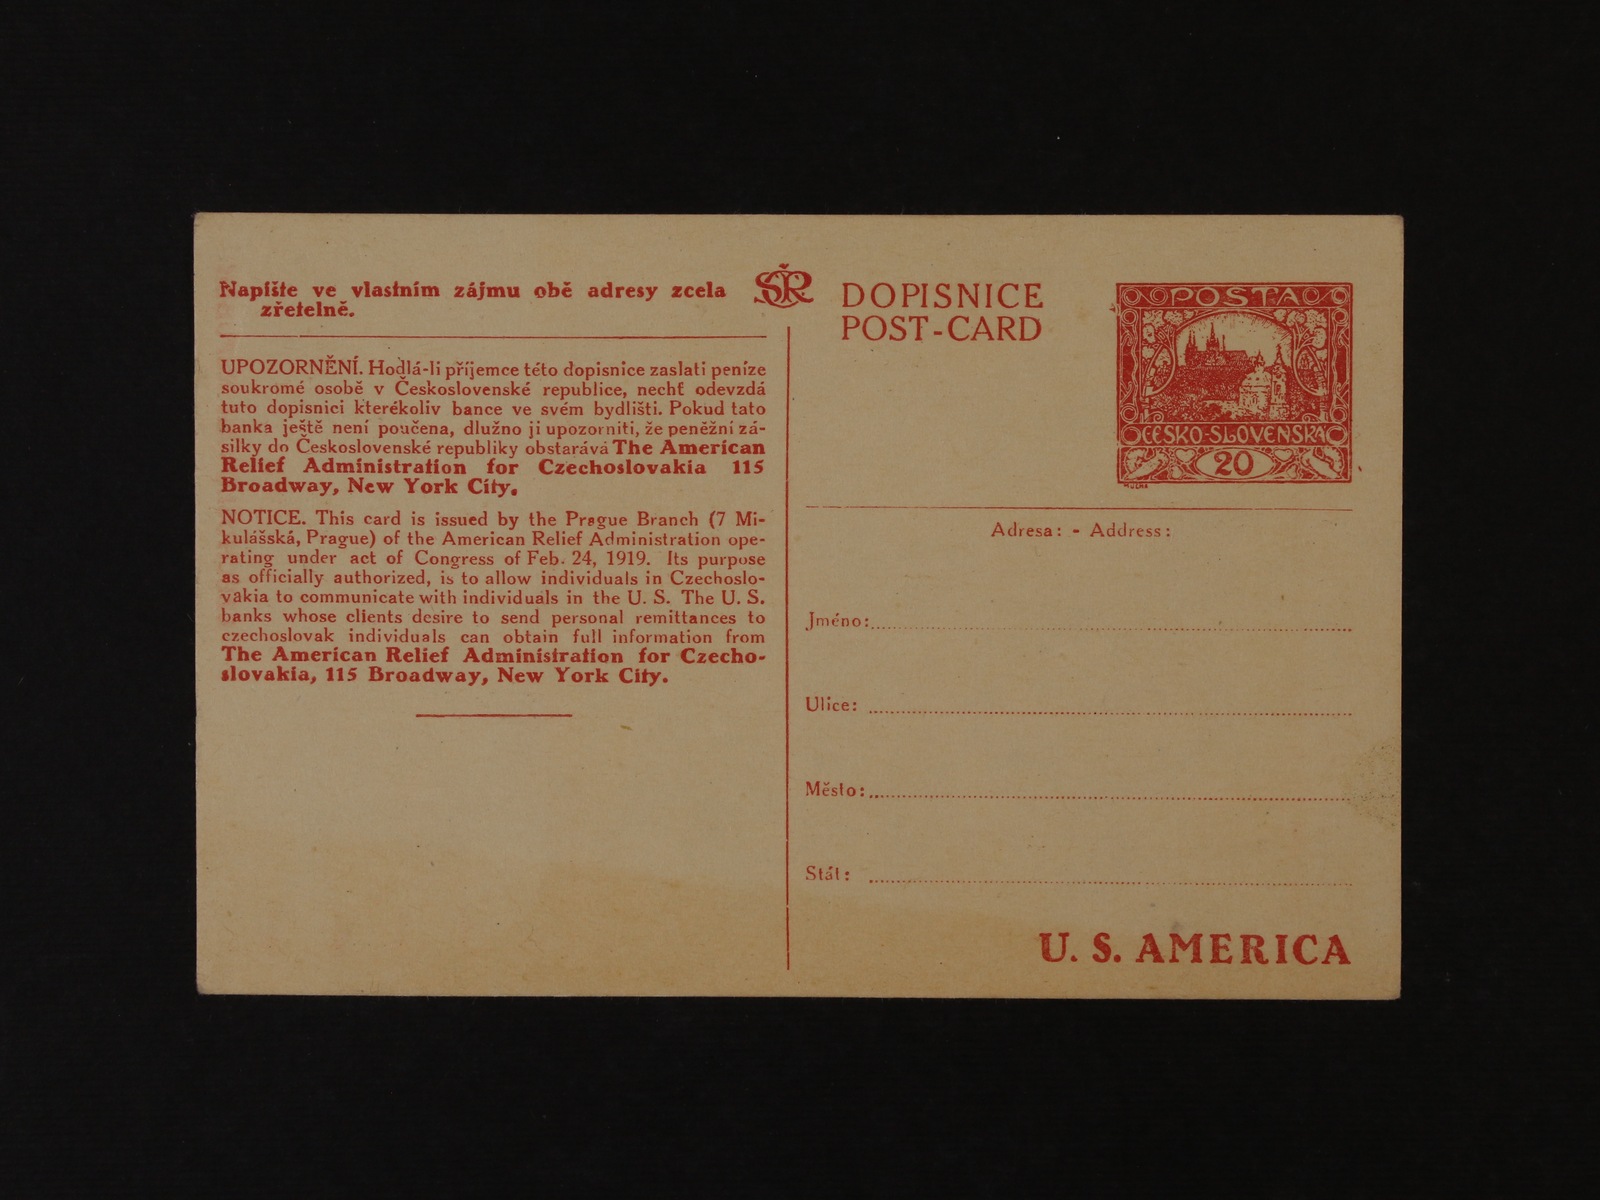 Napište ve vlastním zájmu obě adresy zcela
zřetelně.
UPOZORNĚNÍ. Hodlá-li příjemce této dopisnice zaslati peníze
soukromé osobě v Československé republice, nechť odevzdá
tuto dopisnici kterékoliv bance ve svém bydlišti. Pokud tato
banka ještě není poučena, dlužno ji upozorniti, že peněžní zá-
silky do Československé republiky obstarává The American
Relief Administration for Czechoslovakia 115
Broadway, New York City.
NOTICE. This card is issued by the Prague Branch (7 Mi-
kulášská, Prague) of the American Relief Administration ope-
rating under act of Congress of Feb. 24, 1919. Its purpose
as officially authorized, is to allow individuals in Czechoslo-
vakia to communicate with individuals in the U. S. The U. S.
banks whose clients desire to send personal remittances to
czechoslovak individuals can obtain full information from
The American Relief Administration for Czecho-
slovakia, 115 Broadway, New York City.
SČR
DOPISNICE
POST-CARD
POSTA
ČESKO-SLOVENSKÁ
20
MUCHA
Adresa: - Address:
Jméno:
Ulice:
Město:
Stát:
U. S. AMERICA